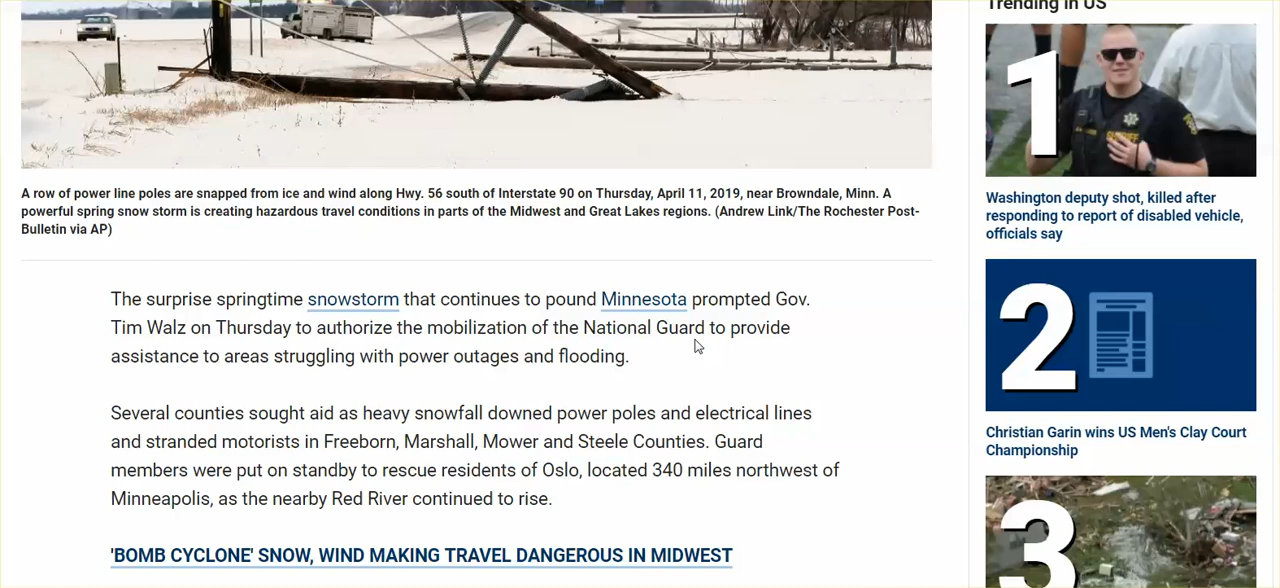 A row of power line poles are snapped from ice and wind along Hwy. 56 south of Interstate 90 on Thursday, April 11, 2019, near Browndale, Minn. A
powerful spring snow storm is creating hazardous travel conditions in parts of the Midwest and Great Lakes regions. (Andrew Link/The Rochester Post-
Bulletin via AP)
The surprise springtime snowstorm that continues to pound Minnesota prompted Gov.
Tim Walz on Thursday to authorize the mobilization of the National Guard to provide
assistance to areas struggling with power outages and flooding.
Several counties sought aid as heavy snowfall downed power poles and electrical lines
and stranded motorists in Freeborn, Marshall, Mower and Steele Counties. Guard
members were put on standby to rescue residents of Oslo, located 340 miles northwest of
Minneapolis, as the nearby Red River continued to rise.
'BOMB CYCLONE' SNOW, WIND MAKING TRAVEL DANGEROUS IN MIDWEST
Trending in US
1
Washington deputy shot, killed after
responding to report of disabled vehicle,
officials say
2
Christian Garin wins US Men's Clay Court
Championship
3